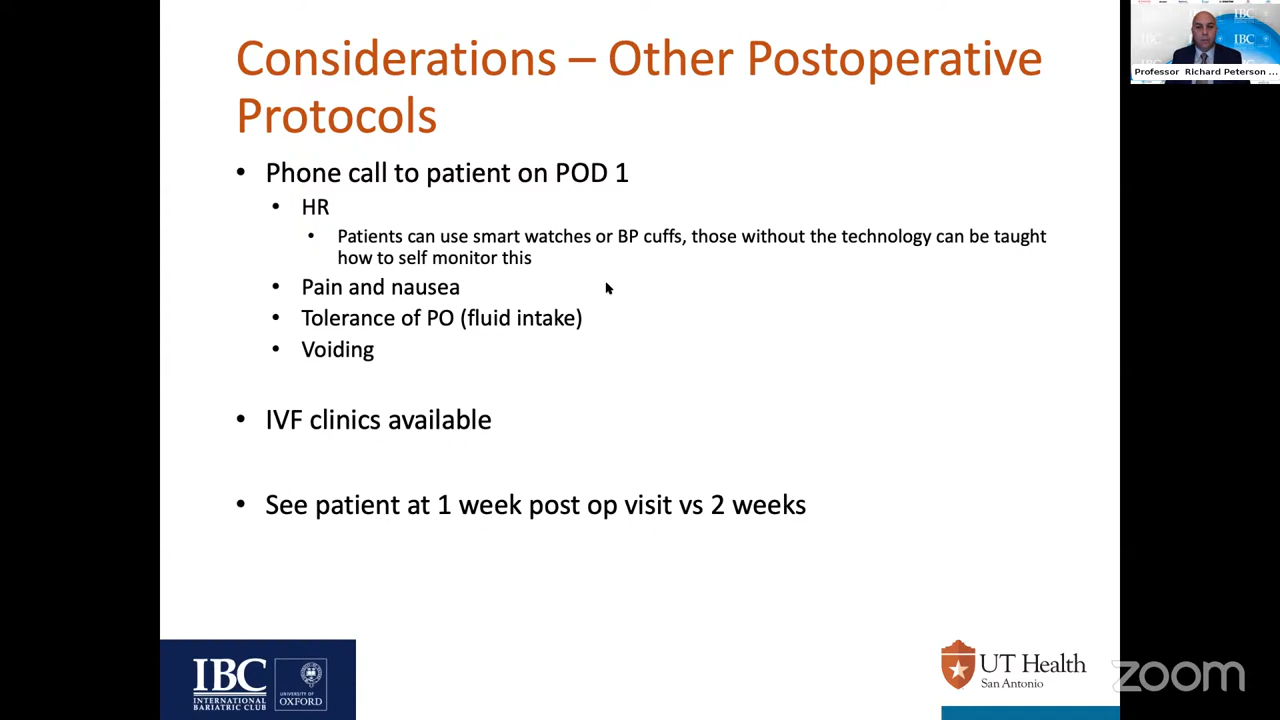 Considerations – Other Postoperative
Protocols
• Phone call to patient on POD 1
• HR
• Patients can use smart watches or BP cuffs, those without the technology can be taught
how to self monitor this
• Pain and nausea
• Tolerance of PO (fluid intake)
• Voiding
• IVF clinics available
• See patient at 1 week post op visit vs 2 weeks
IBC
INTERNATIONAL
BARIATRIC CLUB
UNIVERSITY OF
OXFORD
UT Health
San Antonio
zoom
Professor Richard Peterson ...
IBC
IBC